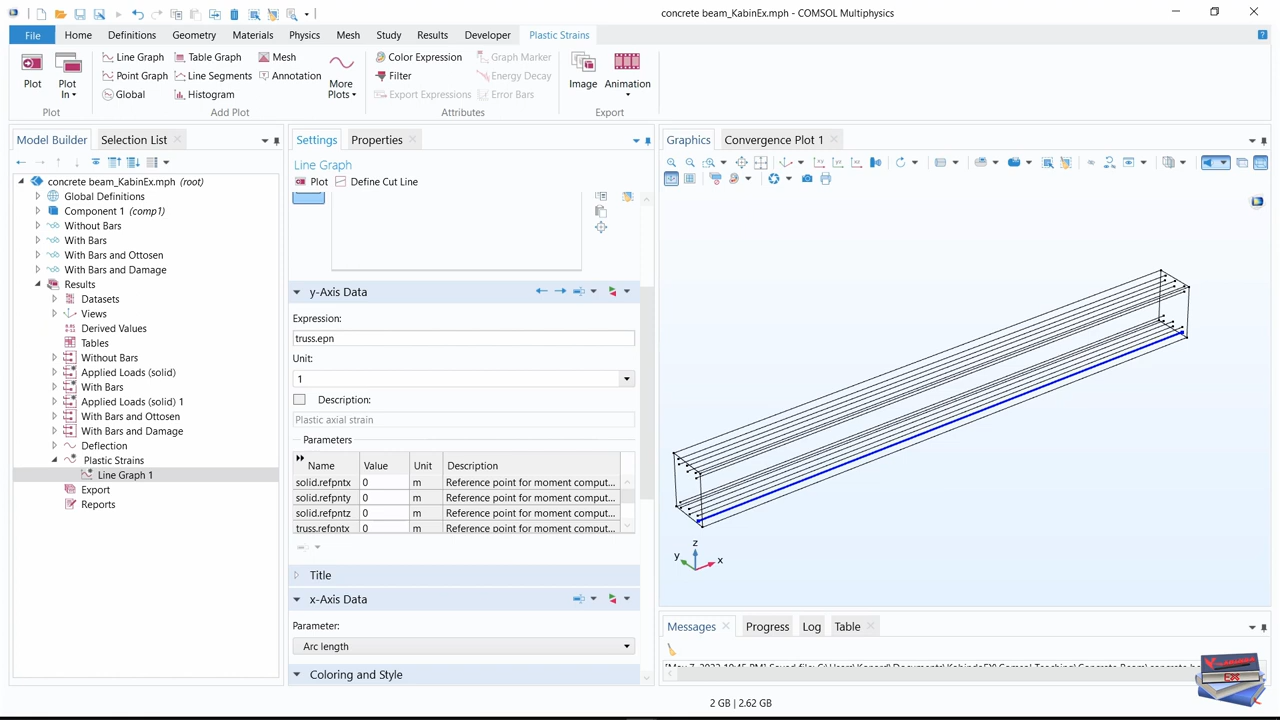 concrete beam_KabinEx.mph - COMSOL Multiphysics
File Home Definitions Geometry Materials Physics Mesh Study Results Developer Plastic Strains
Plot
Plot In
Plot
Line Graph Table Graph Mesh
Point Graph Line Segments Annotation
Global Histogram
More Plots
Add Plot
Color Expression Graph Marker
Filter Energy Decay
Export Expressions Error Bars
Attributes
Image Animation
Export
Model Builder Selection List
concrete beam_KabinEx.mph (root)
Global Definitions
Component 1 (comp1)
Without Bars
With Bars
With Bars and Ottosen
With Bars and Damage
Results
Datasets
Views
Derived Values
Tables
Without Bars
Applied Loads (solid)
With Bars
Applied Loads (solid) 1
With Bars and Ottosen
With Bars and Damage
Deflection
Plastic Strains
Line Graph 1
Export
Reports
Settings Properties
Line Graph
Plot Define Cut Line
y-Axis Data
Expression:
truss.epn
Unit:
1
Description:
Plastic axial strain
Parameters
Name Value Unit Description
solid.refpntx 0 m Reference point for moment comput...
solid.refpnty 0 m Reference point for moment comput...
solid.refpntz 0 m Reference point for moment comput...
truss.refpntx 0 m Reference point for moment comput...
Title
x-Axis Data
Parameter:
Arc length
Coloring and Style
Graphics Convergence Plot 1
z
y
x
Messages Progress Log Table
2 GB | 2.62 GB